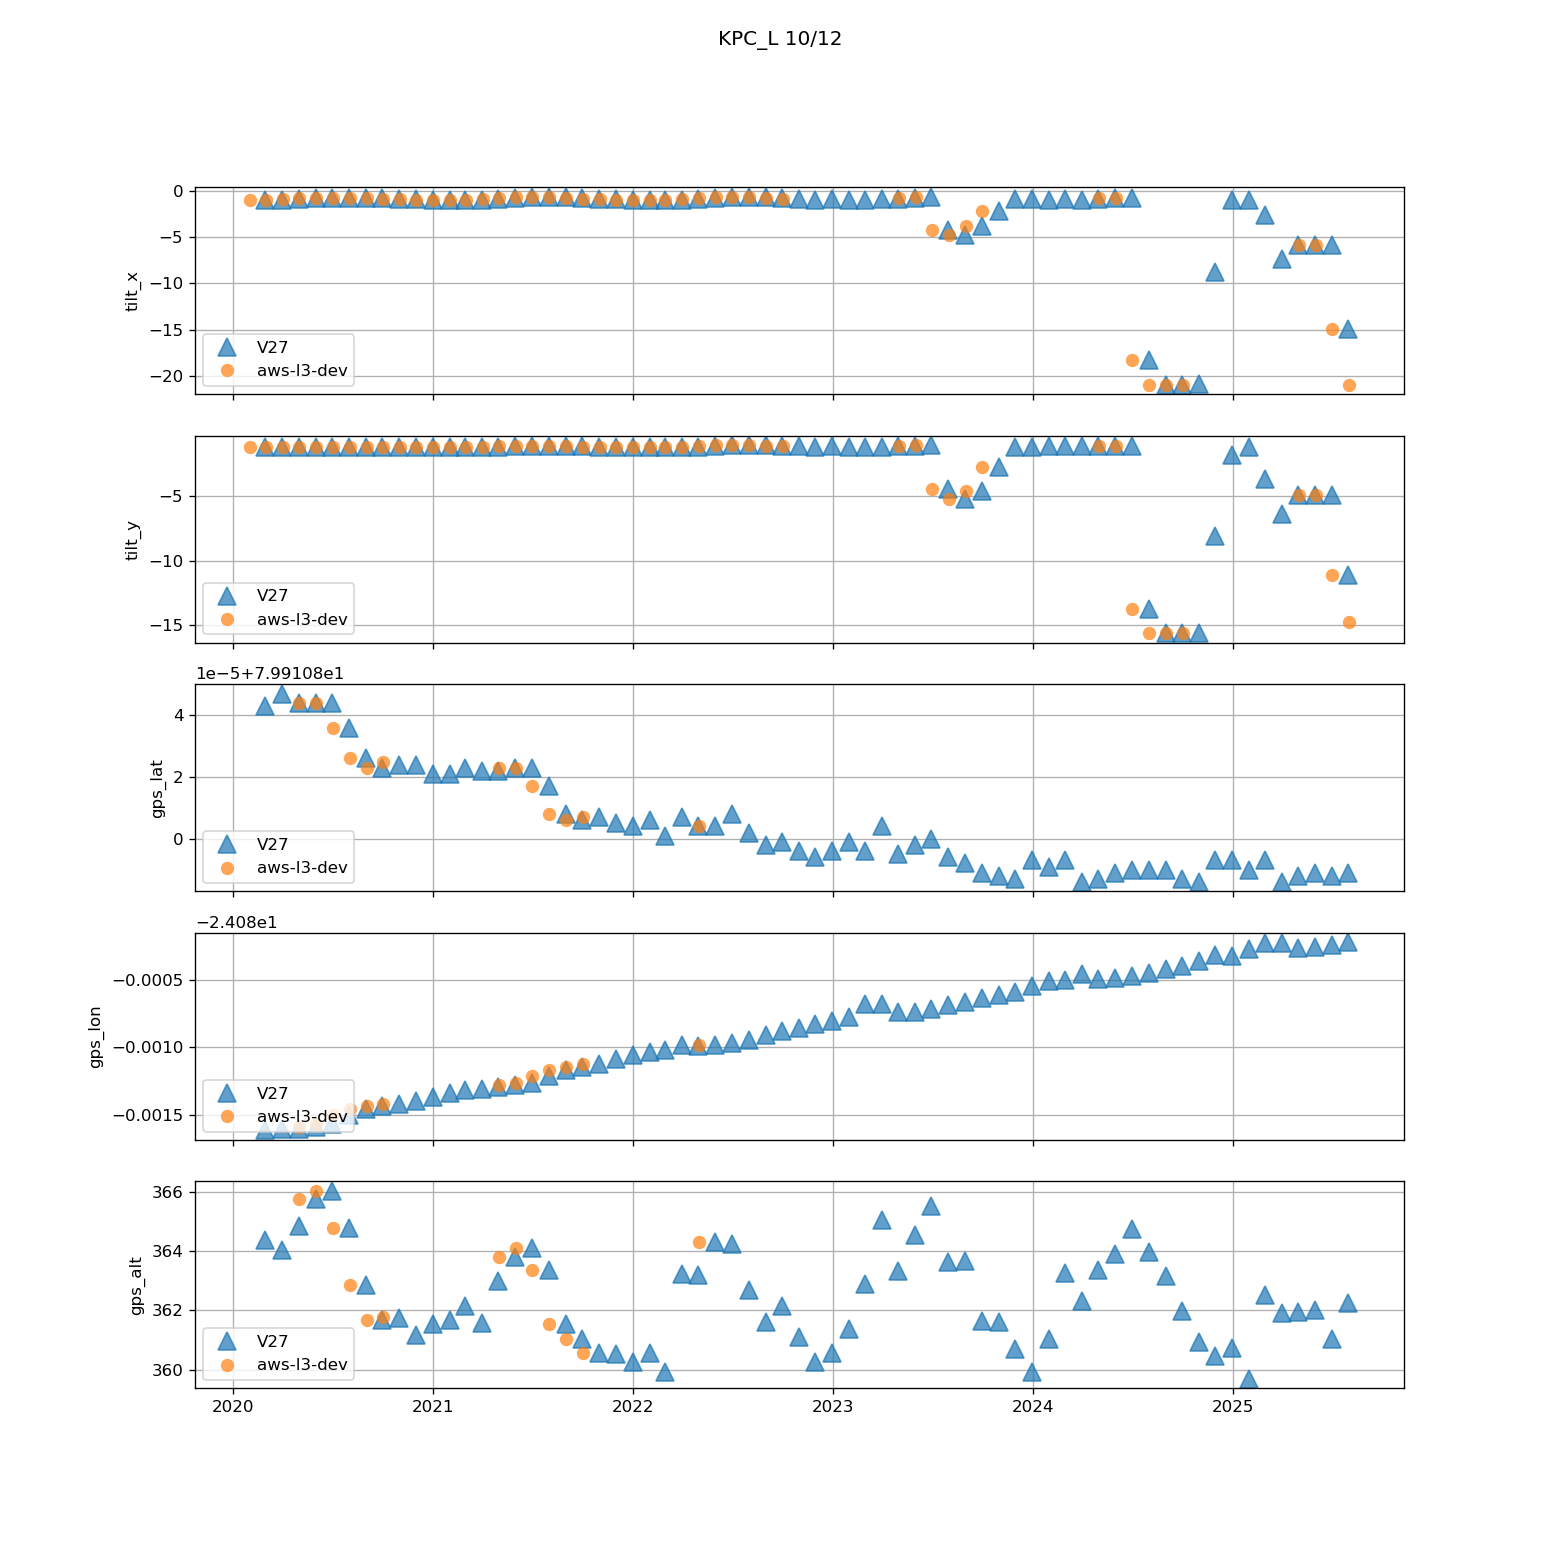 KPC_L 10/12
0
−5
−10
−15
−20
tilt_x
V27
aws-l3-dev
−5
−10
−15
tilt_y
V27
aws-l3-dev
1e−5+7.99108e1
4
2
0
gps_lat
V27
aws-l3-dev
−2.408e1
−0.0005
−0.0010
−0.0015
gps_lon
V27
aws-l3-dev
366
364
362
360
gps_alt
V27
aws-l3-dev
2020 2021 2022 2023 2024 2025